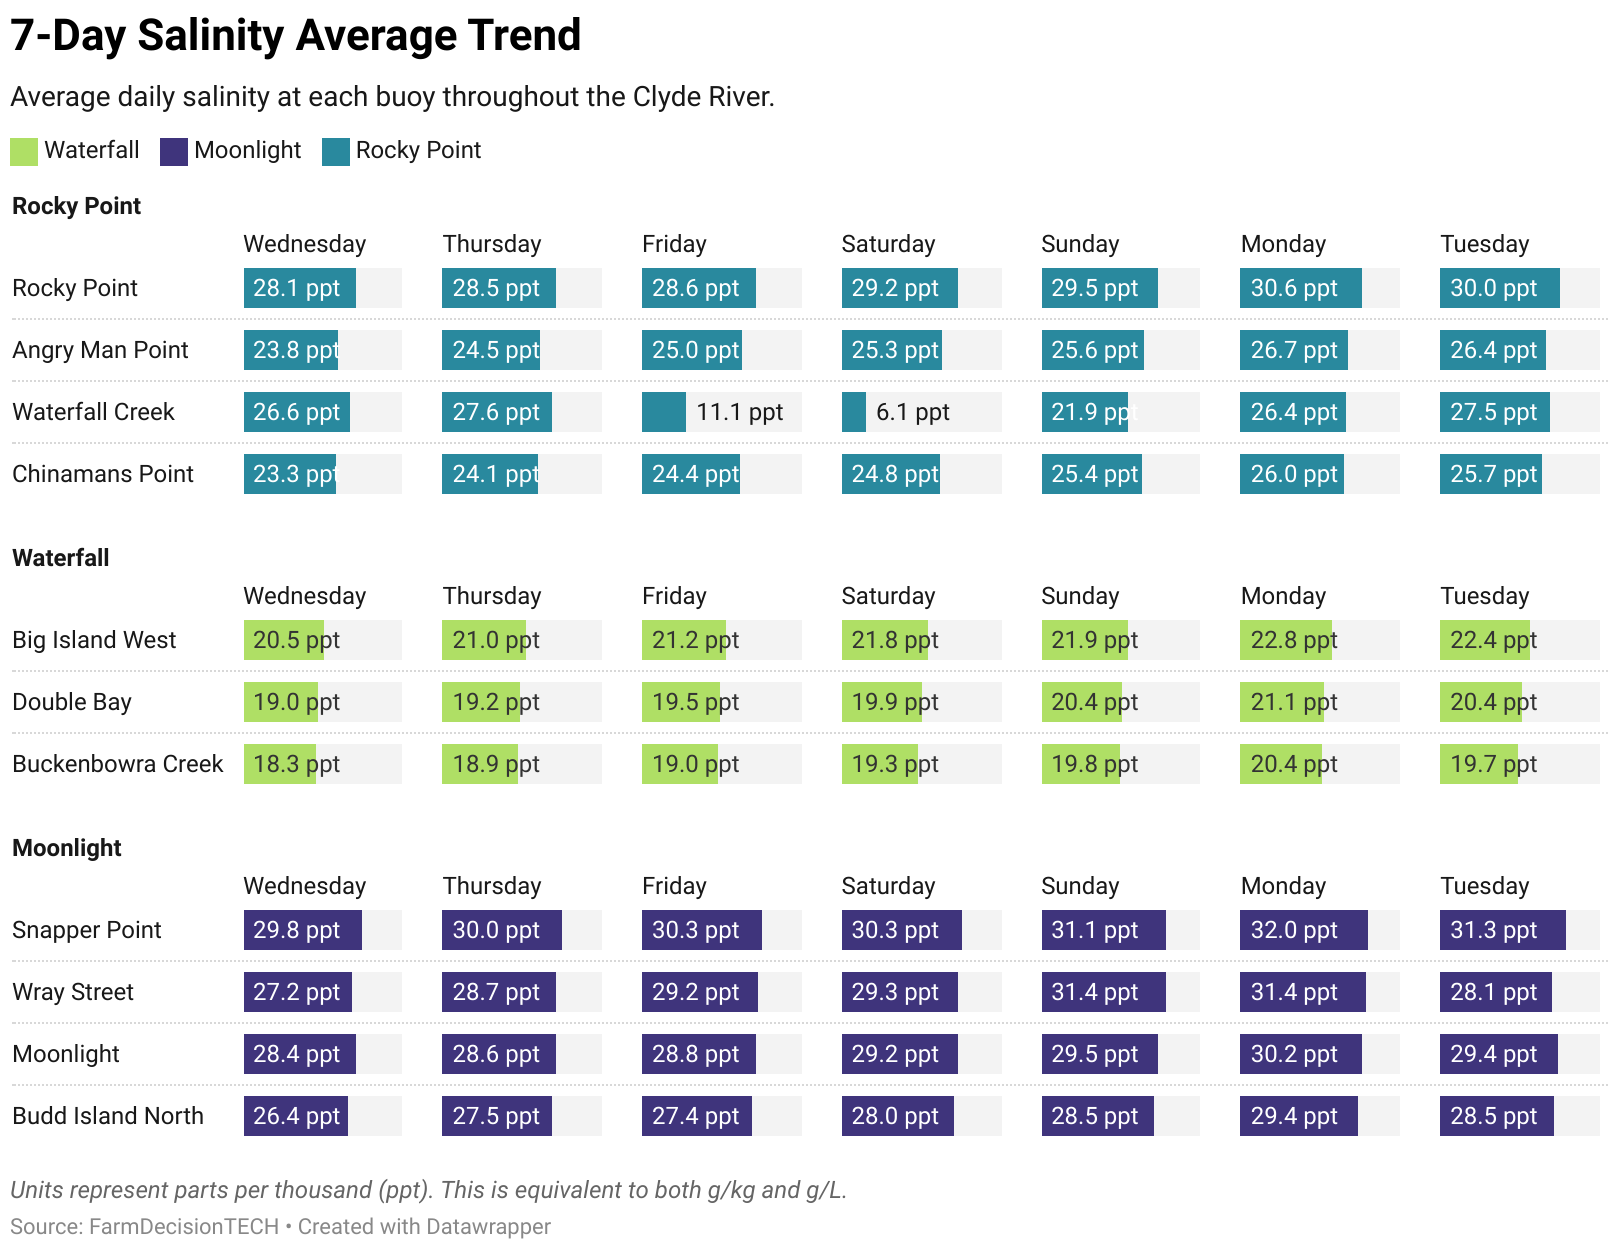 7-Day Salinity Average Trend
Average daily salinity at each buoy throughout the Clyde River.
Waterfall Moonlight Rocky Point
Rocky Point
Wednesday Thursday Friday Saturday Sunday Monday Tuesday
Rocky Point 28.1 ppt 28.5 ppt 28.6 ppt 29.2 ppt 29.5 ppt 30.6 ppt 30.0 ppt
Angry Man Point 23.8 ppt 24.5 ppt 25.0 ppt 25.3 ppt 25.6 ppt 26.7 ppt 26.4 ppt
Waterfall Creek 26.6 ppt 27.6 ppt 11.1 ppt 6.1 ppt 21.9 ppt 26.4 ppt 27.5 ppt
Chinamans Point 23.3 ppt 24.1 ppt 24.4 ppt 24.8 ppt 25.4 ppt 26.0 ppt 25.7 ppt
Waterfall
Wednesday Thursday Friday Saturday Sunday Monday Tuesday
Big Island West 20.5 ppt 21.0 ppt 21.2 ppt 21.8 ppt 21.9 ppt 22.8 ppt 22.4 ppt
Double Bay 19.0 ppt 19.2 ppt 19.5 ppt 19.9 ppt 20.4 ppt 21.1 ppt 20.4 ppt
Buckenbowra Creek 18.3 ppt 18.9 ppt 19.0 ppt 19.3 ppt 19.8 ppt 20.4 ppt 19.7 ppt
Moonlight
Wednesday Thursday Friday Saturday Sunday Monday Tuesday
Snapper Point 29.8 ppt 30.0 ppt 30.3 ppt 30.3 ppt 31.1 ppt 32.0 ppt 31.3 ppt
Wray Street 27.2 ppt 28.7 ppt 29.2 ppt 29.3 ppt 31.4 ppt 31.4 ppt 28.1 ppt
Moonlight 28.4 ppt 28.6 ppt 28.8 ppt 29.2 ppt 29.5 ppt 30.2 ppt 29.4 ppt
Budd Island North 26.4 ppt 27.5 ppt 27.4 ppt 28.0 ppt 28.5 ppt 29.4 ppt 28.5 ppt
Units represent parts per thousand (ppt). This is equivalent to both g/kg and g/L.
Source: FarmDecisionTECH • Created with Datawrapper